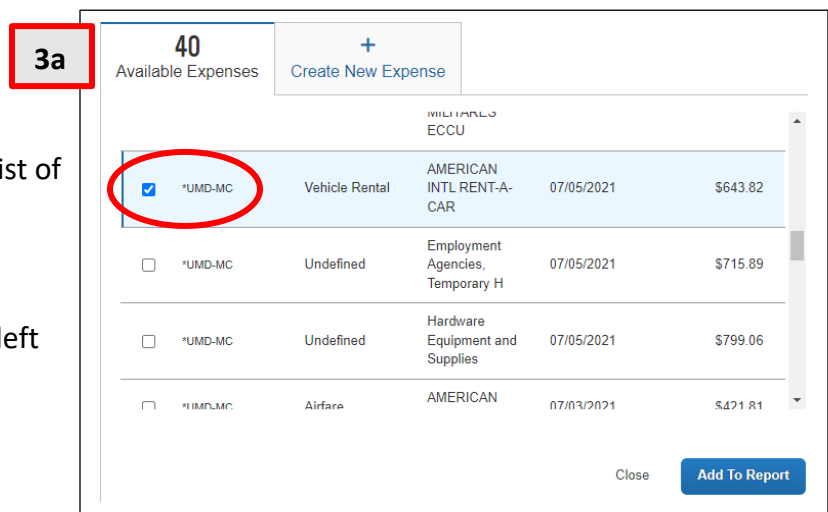 3a
40
Available Expenses
+
Create New Expense
ist of
left
ECCU
*UMD-MC Vehicle Rental AMERICAN INTL RENT-A-CAR 07/05/2021 $643.82
*UMD-MC Undefined Employment Agencies, Temporary H 07/05/2021 $715.89
*UMD-MC Undefined Hardware Equipment and Supplies 07/05/2021 $799.06
*UMD-MC Airfare AMERICAN 07/03/2021 $421.81
Close Add To Report